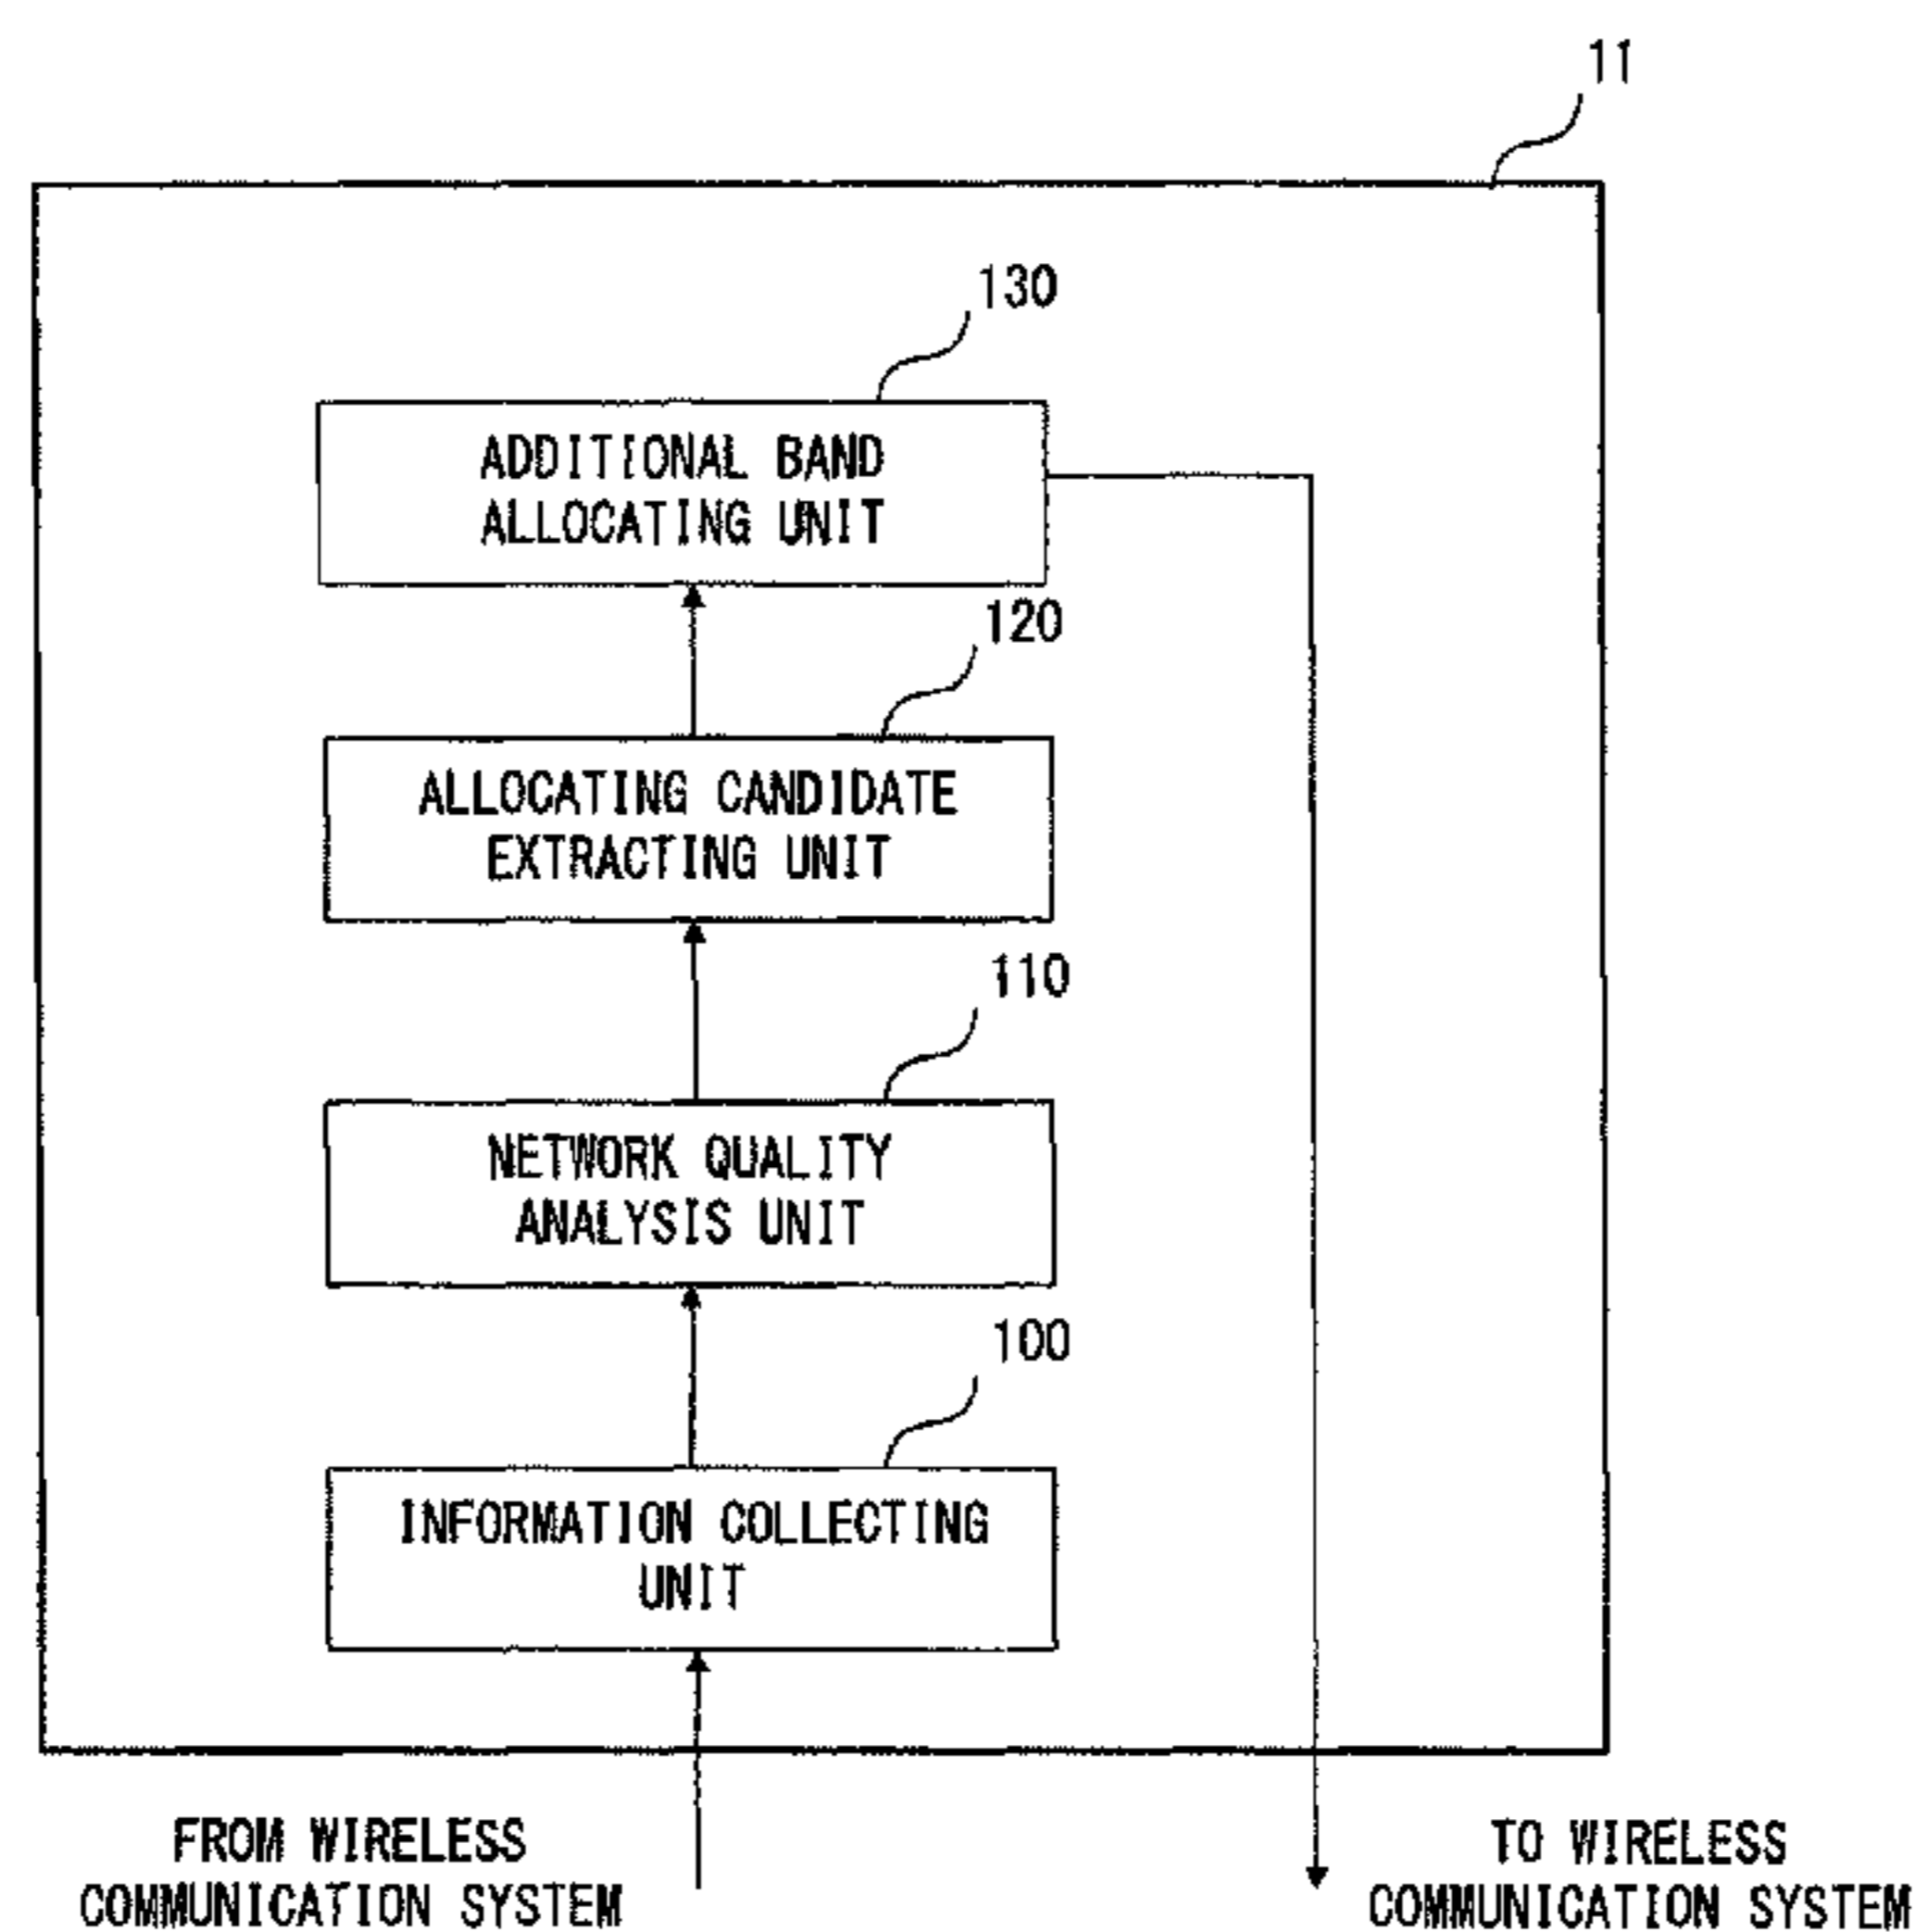 11
130
ADDITIONAL BAND
ALLOCATING UNIT
120
ALLOCATING CANDIDATE
EXTRACTING UNIT
110
NETWORK QUALITY
ANALYSIS UNIT
100
INFORMATION COLLECTING
UNIT
FROM WIRELESS
COMMUNICATION SYSTEM
TO WIRELESS
COMMUNICATION SYSTEM